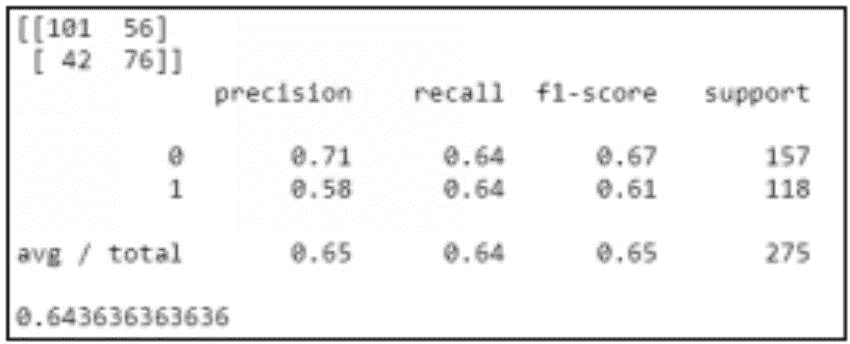 [[101 56]
[ 42 76]]
precision recall f1-score support
0 0.71 0.64 0.67 157
1 0.58 0.64 0.61 118
avg / total 0.65 0.64 0.65 275
0.643636363636